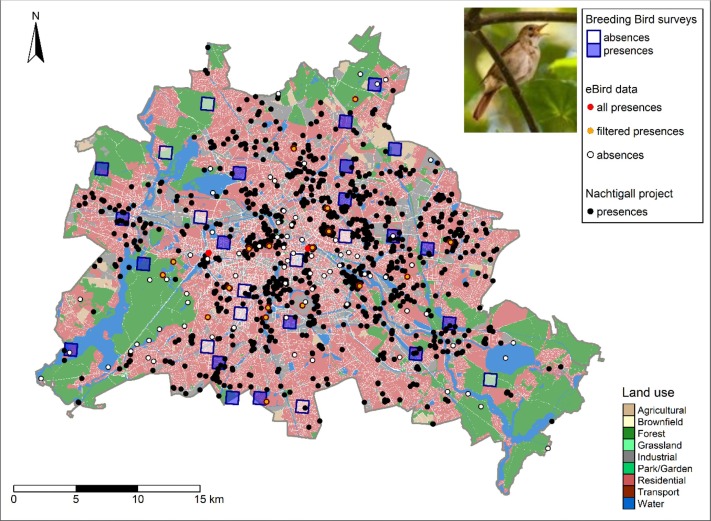 N
Breeding Bird surveys
absences
presences
eBird data
all presences
filtered presences
absences
Nachtigall project
presences
Land use
Agricultural
Brownfield
Forest
Grassland
Industrial
Park/Garden
Residential
Transport
Water
0 5 10 15 km